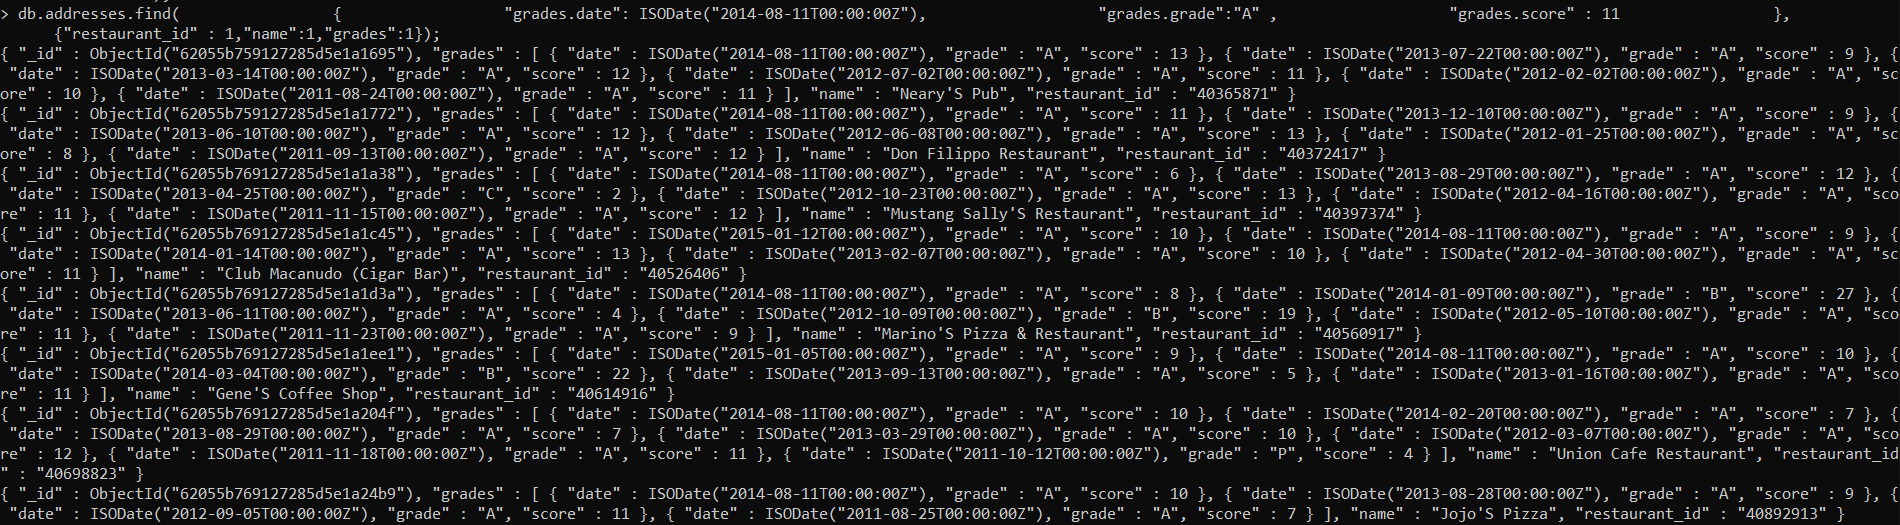 > db.addresses.find( { "grades.date": ISODate("2014-08-11T00:00:00Z"), "grades.grade":"A" , "grades.score" : 11 },
{"restaurant_id" : 1,"name":1,"grades":1});
{ "_id" : ObjectId("62055b759127285d5e1a1695"), "grades" : [ { "date" : ISODate("2014-08-11T00:00:00Z"), "grade" : "A", "score" : 13 }, { "date" : ISODate("2013-07-22T00:00:00Z"), "grade" : "A", "score" : 9 }, {
"date" : ISODate("2013-03-14T00:00:00Z"), "grade" : "A", "score" : 12 }, { "date" : ISODate("2012-07-02T00:00:00Z"), "grade" : "A", "score" : 11 }, { "date" : ISODate("2012-02-02T00:00:00Z"), "grade" : "A", "sc
ore" : 10 }, { "date" : ISODate("2011-08-24T00:00:00Z"), "grade" : "A", "score" : 11 } ], "name" : "Neary'S Pub", "restaurant_id" : "40365871" }
{ "_id" : ObjectId("62055b759127285d5e1a1772"), "grades" : [ { "date" : ISODate("2014-08-11T00:00:00Z"), "grade" : "A", "score" : 11 }, { "date" : ISODate("2013-12-10T00:00:00Z"), "grade" : "A", "score" : 9 }, {
"date" : ISODate("2013-06-10T00:00:00Z"), "grade" : "A", "score" : 12 }, { "date" : ISODate("2012-06-08T00:00:00Z"), "grade" : "A", "score" : 13 }, { "date" : ISODate("2012-01-25T00:00:00Z"), "grade" : "A", "sc
ore" : 8 }, { "date" : ISODate("2011-09-13T00:00:00Z"), "grade" : "A", "score" : 12 } ], "name" : "Don Filippo Restaurant", "restaurant_id" : "40372417" }
{ "_id" : ObjectId("62055b769127285d5e1a1a38"), "grades" : [ { "date" : ISODate("2014-08-11T00:00:00Z"), "grade" : "A", "score" : 6 }, { "date" : ISODate("2013-08-29T00:00:00Z"), "grade" : "A", "score" : 12 }, {
"date" : ISODate("2013-04-25T00:00:00Z"), "grade" : "C", "score" : 2 }, { "date" : ISODate("2012-10-23T00:00:00Z"), "grade" : "A", "score" : 13 }, { "date" : ISODate("2012-04-16T00:00:00Z"), "grade" : "A", "sco
re" : 11 }, { "date" : ISODate("2011-11-15T00:00:00Z"), "grade" : "A", "score" : 12 } ], "name" : "Mustang Sally'S Restaurant", "restaurant_id" : "40397374" }
{ "_id" : ObjectId("62055b769127285d5e1a1c45"), "grades" : [ { "date" : ISODate("2015-01-12T00:00:00Z"), "grade" : "A", "score" : 10 }, { "date" : ISODate("2014-08-11T00:00:00Z"), "grade" : "A", "score" : 9 }, {
"date" : ISODate("2014-01-14T00:00:00Z"), "grade" : "A", "score" : 13 }, { "date" : ISODate("2013-02-07T00:00:00Z"), "grade" : "A", "score" : 10 }, { "date" : ISODate("2012-04-30T00:00:00Z"), "grade" : "A", "sc
ore" : 11 } ], "name" : "Club Macanudo (Cigar Bar)", "restaurant_id" : "40526406" }
{ "_id" : ObjectId("62055b769127285d5e1a1d3a"), "grades" : [ { "date" : ISODate("2014-08-11T00:00:00Z"), "grade" : "A", "score" : 8 }, { "date" : ISODate("2014-01-09T00:00:00Z"), "grade" : "B", "score" : 27 }, {
"date" : ISODate("2013-06-11T00:00:00Z"), "grade" : "A", "score" : 4 }, { "date" : ISODate("2012-10-09T00:00:00Z"), "grade" : "B", "score" : 19 }, { "date" : ISODate("2012-05-10T00:00:00Z"), "grade" : "A", "sco
re" : 11 }, { "date" : ISODate("2011-11-23T00:00:00Z"), "grade" : "A", "score" : 9 } ], "name" : "Marino'S Pizza & Restaurant", "restaurant_id" : "40560917" }
{ "_id" : ObjectId("62055b769127285d5e1a1ee1"), "grades" : [ { "date" : ISODate("2015-01-05T00:00:00Z"), "grade" : "A", "score" : 9 }, { "date" : ISODate("2014-08-11T00:00:00Z"), "grade" : "A", "score" : 10 }, {
"date" : ISODate("2014-03-04T00:00:00Z"), "grade" : "B", "score" : 22 }, { "date" : ISODate("2013-09-13T00:00:00Z"), "grade" : "A", "score" : 5 }, { "date" : ISODate("2013-01-16T00:00:00Z"), "grade" : "A", "sco
re" : 11 } ], "name" : "Gene'S Coffee Shop", "restaurant_id" : "40614916" }
{ "_id" : ObjectId("62055b769127285d5e1a204f"), "grades" : [ { "date" : ISODate("2014-08-11T00:00:00Z"), "grade" : "A", "score" : 10 }, { "date" : ISODate("2014-02-20T00:00:00Z"), "grade" : "A", "score" : 7 }, {
"date" : ISODate("2013-08-29T00:00:00Z"), "grade" : "A", "score" : 7 }, { "date" : ISODate("2013-03-29T00:00:00Z"), "grade" : "A", "score" : 10 }, { "date" : ISODate("2012-03-07T00:00:00Z"), "grade" : "A", "sco
re" : 12 }, { "date" : ISODate("2011-11-18T00:00:00Z"), "grade" : "A", "score" : 11 }, { "date" : ISODate("2011-10-12T00:00:00Z"), "grade" : "P", "score" : 4 } ], "name" : "Union Cafe Restaurant", "restaurant_id
" : "40698823" }
{ "_id" : ObjectId("62055b769127285d5e1a24b9"), "grades" : [ { "date" : ISODate("2014-08-11T00:00:00Z"), "grade" : "A", "score" : 10 }, { "date" : ISODate("2013-08-28T00:00:00Z"), "grade" : "A", "score" : 9 }, {
"date" : ISODate("2012-09-05T00:00:00Z"), "grade" : "A", "score" : 11 }, { "date" : ISODate("2011-08-25T00:00:00Z"), "grade" : "A", "score" : 7 } ], "name" : "Jojo'S Pizza", "restaurant_id" : "40892913" }